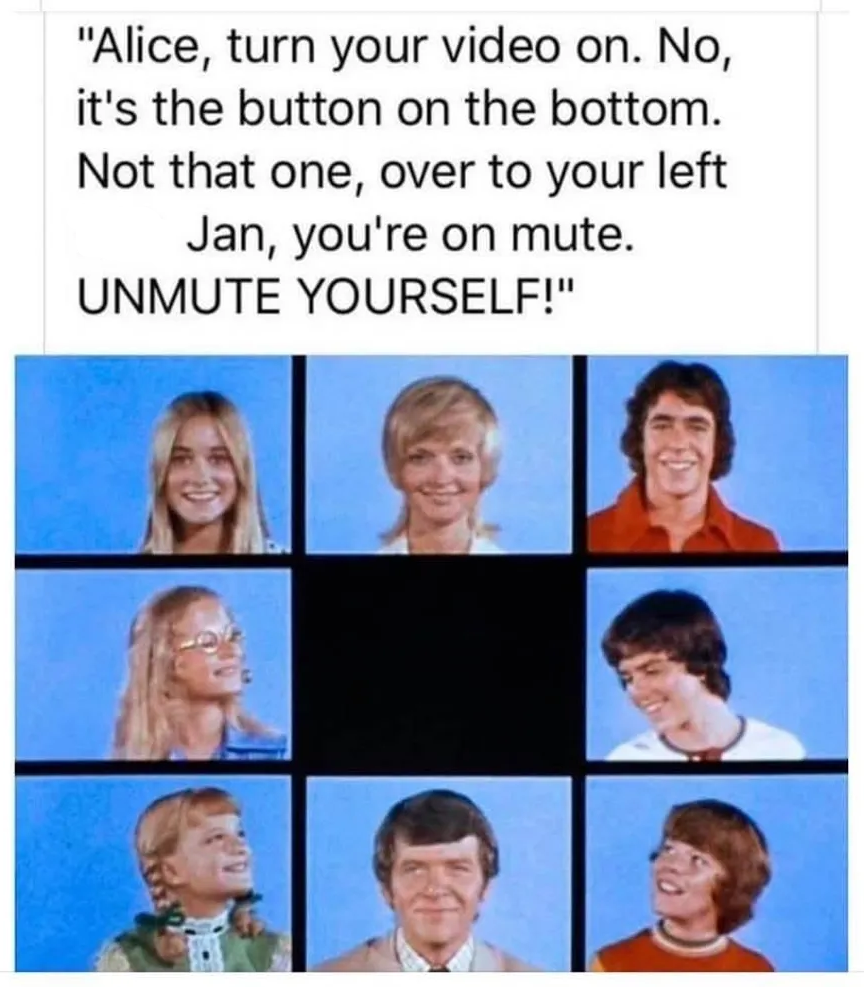 "Alice, turn your video on. No,
it's the button on the bottom.
Not that one, over to your left
Jan, you're on mute.
UNMUTE YOURSELF!"